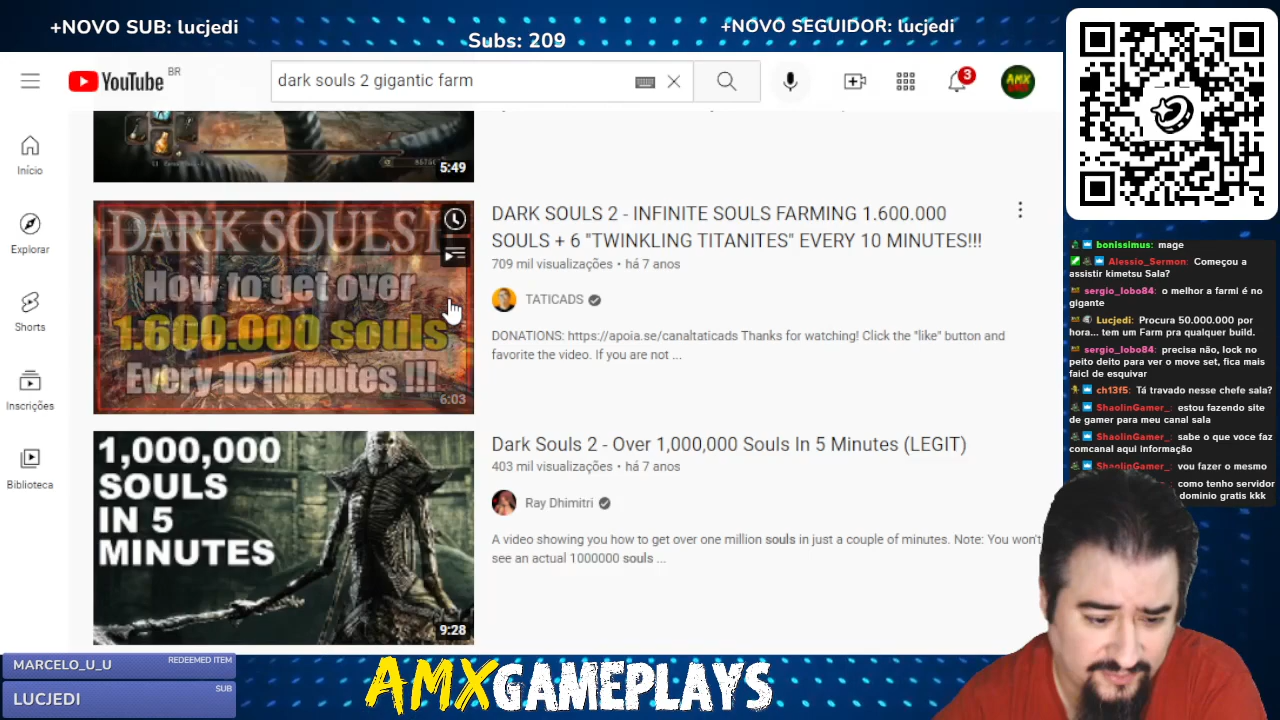 +NOVO SUB: lucjedi
Subs: 209
+NOVO SEGUIDOR: lucjedi
YouTube BR
dark souls 2 gigantic farm
3
AMX
Início
Explorar
Shorts
Inscrições
Biblioteca
5:49
DARK SOULS I
How to get over
1.600.000 souls
Every 10 minutes !!!
6:03
DARK SOULS 2 - INFINITE SOULS FARMING 1.600.000
SOULS + 6 "TWINKLING TITANITES" EVERY 10 MINUTES!!!
709 mil visualizações • há 7 anos
TATICADS
DONATIONS: https://apoia.se/canaltaticads Thanks for watching! Click the "like" button and
favorite the video. If you are not ...
1,000,000
SOULS
IN 5
MINUTES
9:28
Dark Souls 2 - Over 1,000,000 Souls In 5 Minutes (LEGIT)
403 mil visualizações • há 7 anos
Ray Dhimitri
A video showing you how to get over one million souls in just a couple of minutes. Note: You won't
see an actual 1000000 souls ...
bonissimus: mage
Alessio_Sermon: Começou a
assistir kimetsu Sala?
sergio_lobo84: o melhor a farmI é no
gigante
Lucjedi: Procura 50.000.000 por
hora... tem um Farm pra qualquer build.
sergio_lobo84: precisa não, lock no
peito deito para ver o move set, fica mais
faicl de esquivar
ch13f5: Tá travado nesse chefe sala?
ShaolinGamer_: estou fazendo site
de gamer para meu canal sala
ShaolinGamer_: sabe o que voce faz
comcanal aqui Informação
ShaolinGamer_: vou fazer o mesmo
como tenho servidor
dominio gratis kkk
MARCELO_U_U
REDEEMED ITEM
LUCJEDI
SUB
AMXGAMEPLAYS